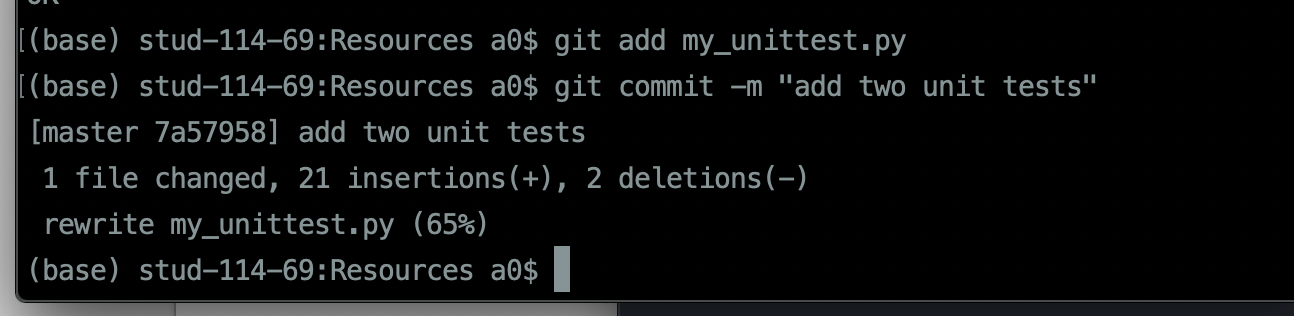 [(base) stud-114-69:Resources a0$ git add my_unittest.py
[(base) stud-114-69:Resources a0$ git commit -m "add two unit tests"
[master 7a57958] add two unit tests
 1 file changed, 21 insertions(+), 2 deletions(-)
 rewrite my_unittest.py (65%)
(base) stud-114-69:Resources a0$